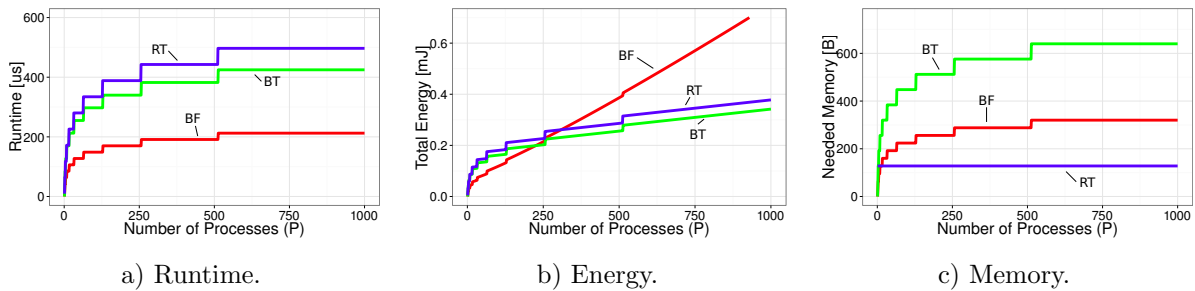 Runtime [us]
600
400
200
0
RT
BT
BF
0
250
500
750
1000
Number of Processes (P)
a) Runtime.
Total Energy [mJ]
0.6
0.4
0.2
0.0
BF
RT
BT
0
250
500
750
1000
Number of Processes (P)
b) Energy.
Needed Memory [B]
600
400
200
0
BT
BF
RT
0
250
500
750
1000
Number of Processes (P)
c) Memory.